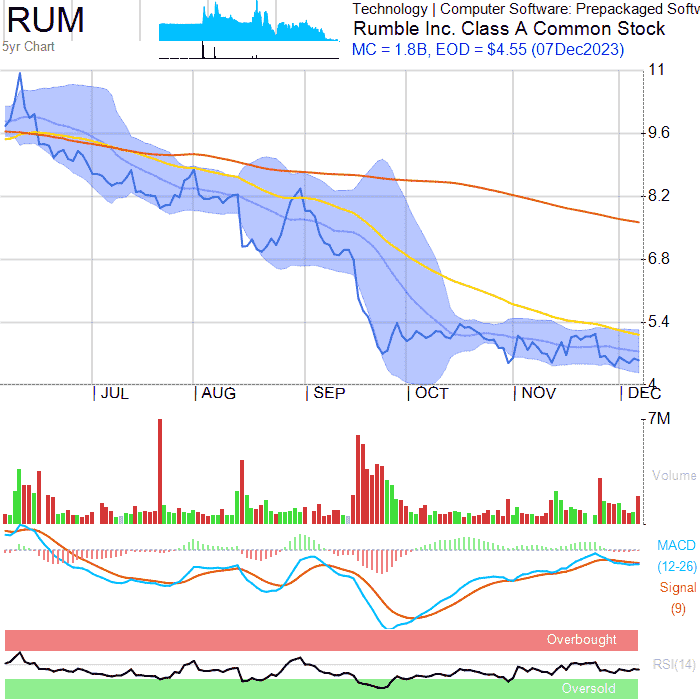 RUM
5yr Chart
Technology | Computer Software: Prepackaged Softw
Rumble Inc. Class A Common Stock
MC = 1.8B, EOD = $4.55 (07Dec2023)
11
9.6
8.2
6.8
5.4
4
JUL AUG SEP OCT NOV DEC
7M
Volume
MACD
(12-26)
Signal
(9)
Overbought
RSI(14)
Oversold